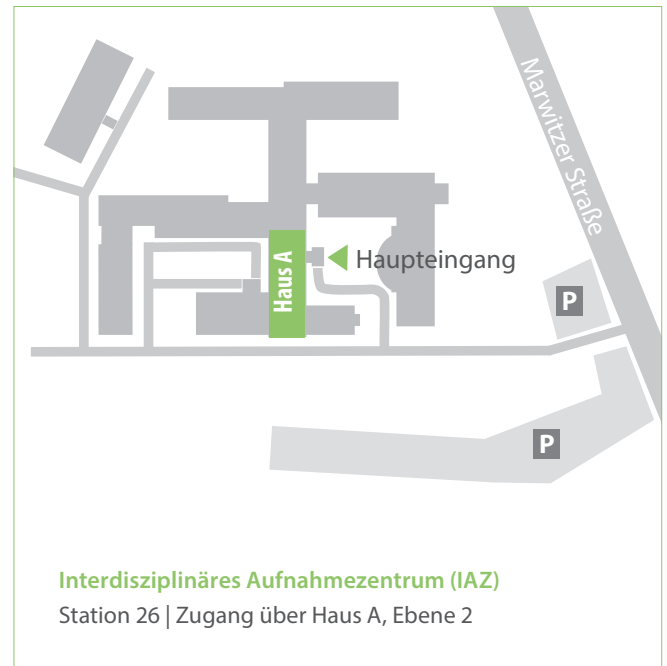 Marwitzer Straße
Haus A
Haupteingang
P
P
Interdisziplinäres Aufnahmezentrum (IAZ)
Station 26 | Zugang über Haus A, Ebene 2